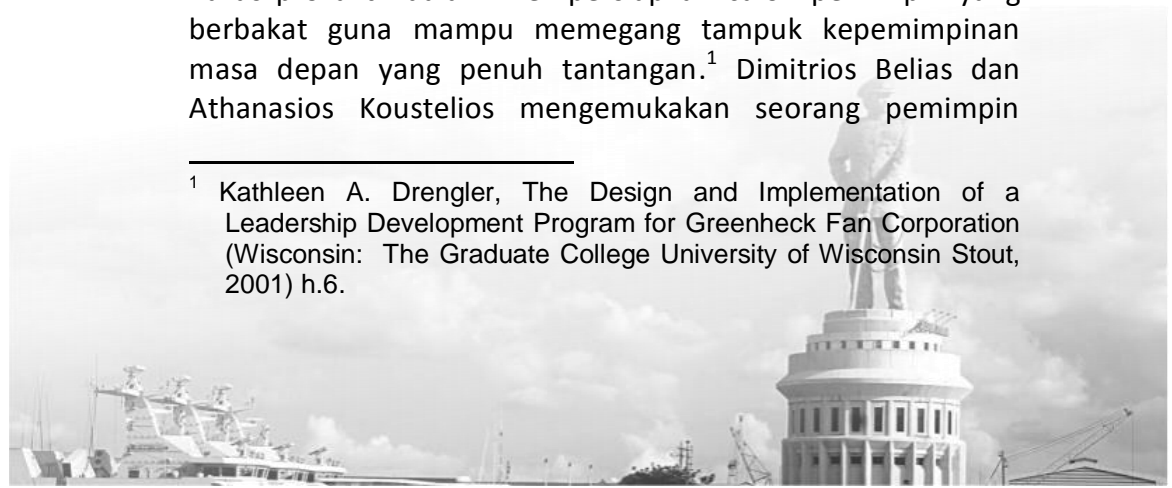 berbakat guna mampu memegang tampuk kepemimpinan
masa depan yang penuh tantangan.¹ Dimitrios Belias dan
Athanasios Koustelios mengemukakan seorang pemimpin
¹ Kathleen A. Drengler, The Design and Implementation of a
Leadership Development Program for Greenheck Fan Corporation
(Wisconsin: The Graduate College University of Wisconsin Stout,
2001) h.6.